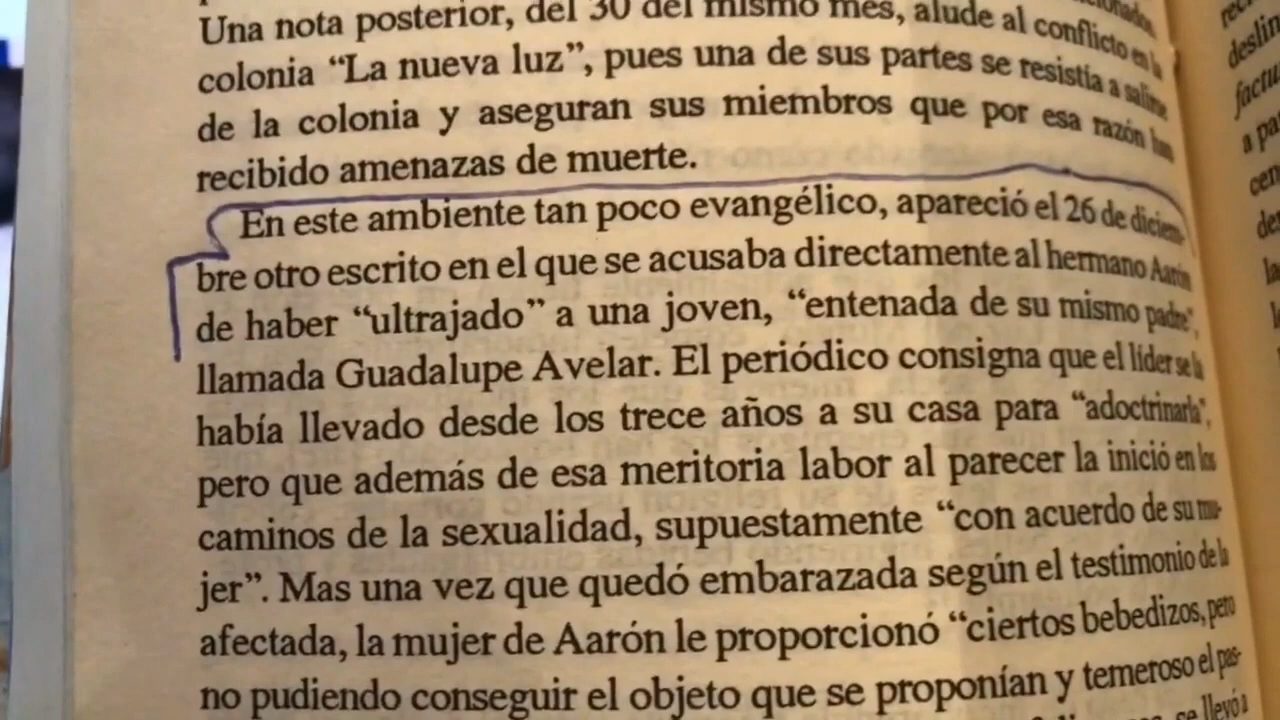 Una nota posterior, del 30 del mismo mes, alude al conflicto en la
colonia “La nueva luz”, pues una de sus partes se resistía a salirse
de la colonia y aseguran sus miembros que por esa razón han
recibido amenazas de muerte.
En este ambiente tan poco evangélico, apareció el 26 de diciem-
bre otro escrito en el que se acusaba directamente al hermano Aarón
de haber “ultrajado” a una joven, “entenada de su mismo padre”,
llamada Guadalupe Avelar. El periódico consigna que el líder se la
había llevado desde los trece años a su casa para “adoctrinarla”,
pero que además de esa meritoria labor al parecer la inició en los
caminos de la sexualidad, supuestamente “con acuerdo de su mu-
jer”. Mas una vez que quedó embarazada según el testimonio de la
afectada, la mujer de Aarón le proporcionó “ciertos bebedizos, pero
no pudiendo conseguir el objeto que se proponían y temeroso el pas-
se llevó a
deslin
factu
a pa
cen